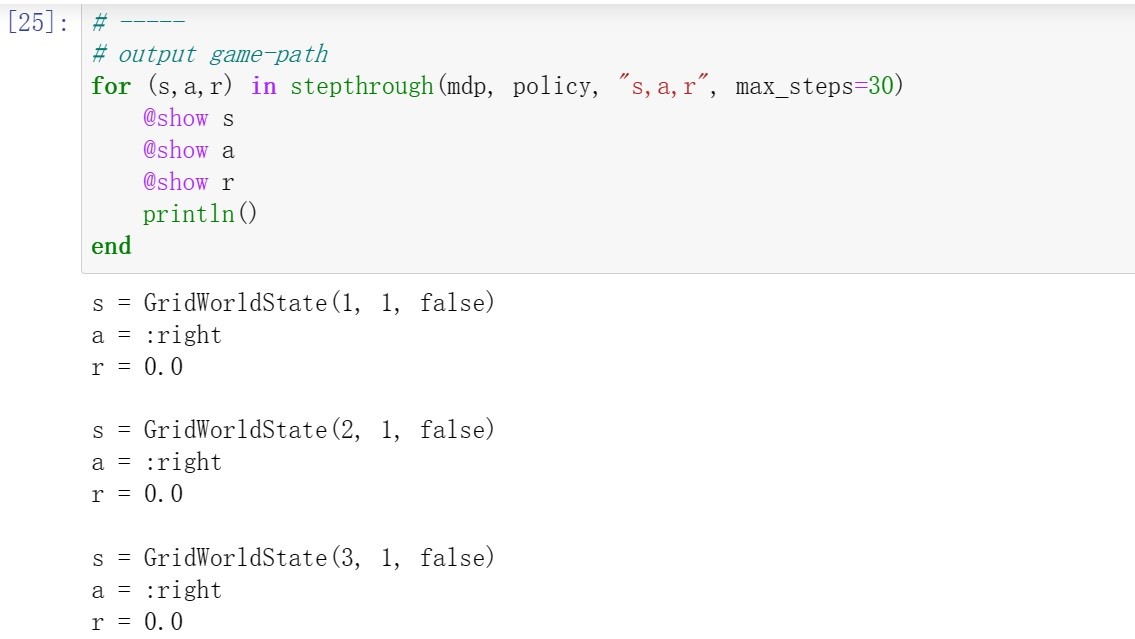 [25]: # -----
# output game-path
for (s,a,r) in stepthrough(mdp, policy, "s,a,r", max_steps=30)
    @show s
    @show a
    @show r
    println()
end
s = GridWorldState(1, 1, false)
a = :right
r = 0.0
s = GridWorldState(2, 1, false)
a = :right
r = 0.0
s = GridWorldState(3, 1, false)
a = :right
r = 0.0